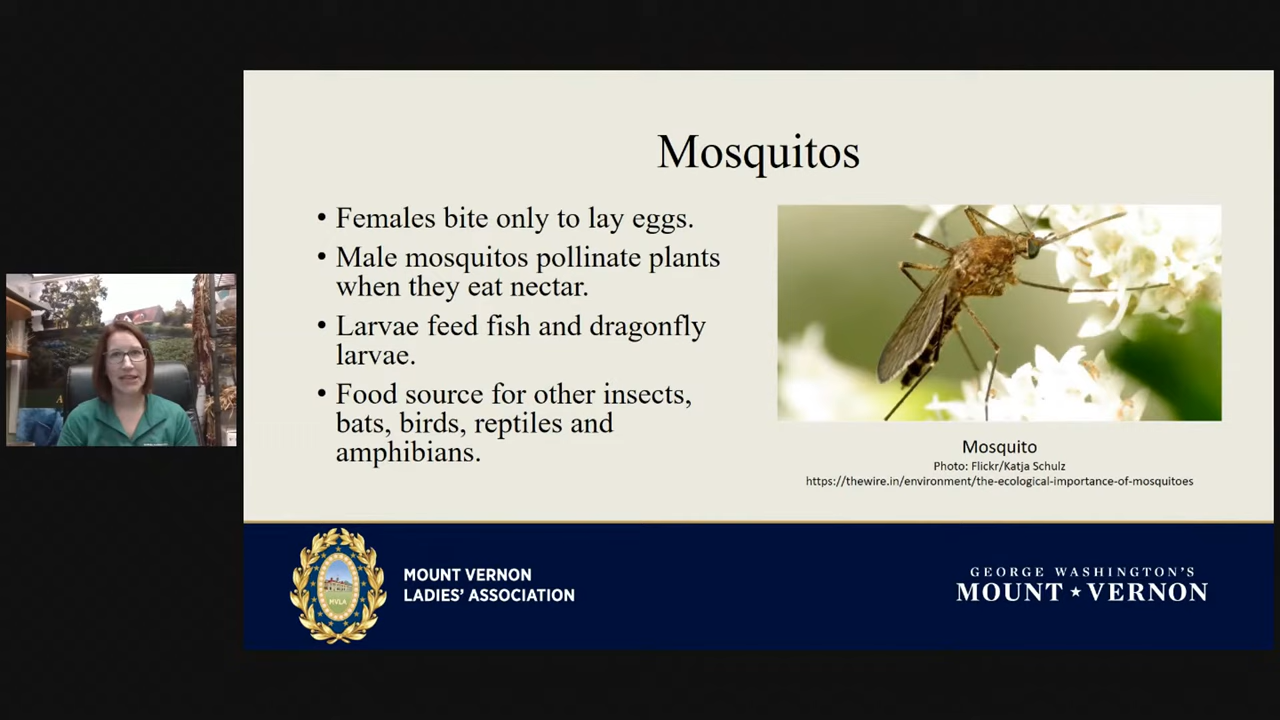 Mosquitos
• Females bite only to lay eggs.
• Male mosquitos pollinate plants
when they eat nectar.
• Larvae feed fish and dragonfly
larvae.
• Food source for other insects,
bats, birds, reptiles and
amphibians.
Mosquito
Photo: Flickr/Katja Schulz
https://thewire.in/environment/the-ecological-importance-of-mosquitoes
MVLA
MOUNT VERNON
LADIES' ASSOCIATION
GEORGE WASHINGTON'S
MOUNT ★ VERNON